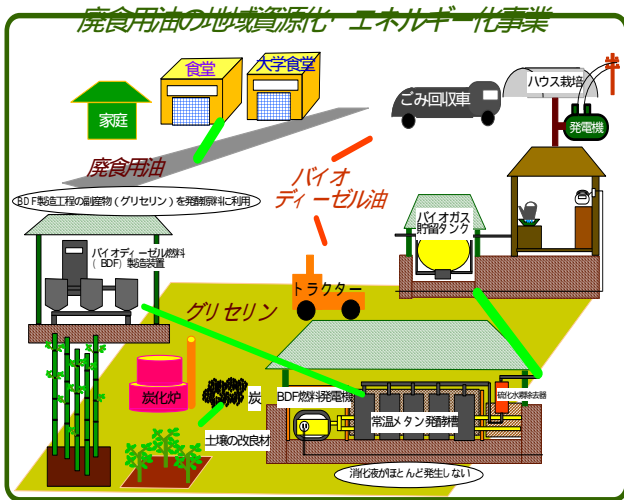 廃食用油の地域資源化・エネルギー化事業
食堂
大学食堂
家庭
ごみ回収車
ハウス栽培
発電機
廃食用油
BDF製造工程の副産物(グリセリン)を発酵原料に利用
バイオ
ディーゼル油
バイオガス
貯留タンク
バイオディーゼル燃料
(BDF)製造装置
トラクター
グリセリン
炭化炉
炭
BDF燃料発電機
常温メタン発酵槽
硫化水素除去器
土壌の改良材
消化液がほとんど発生しない